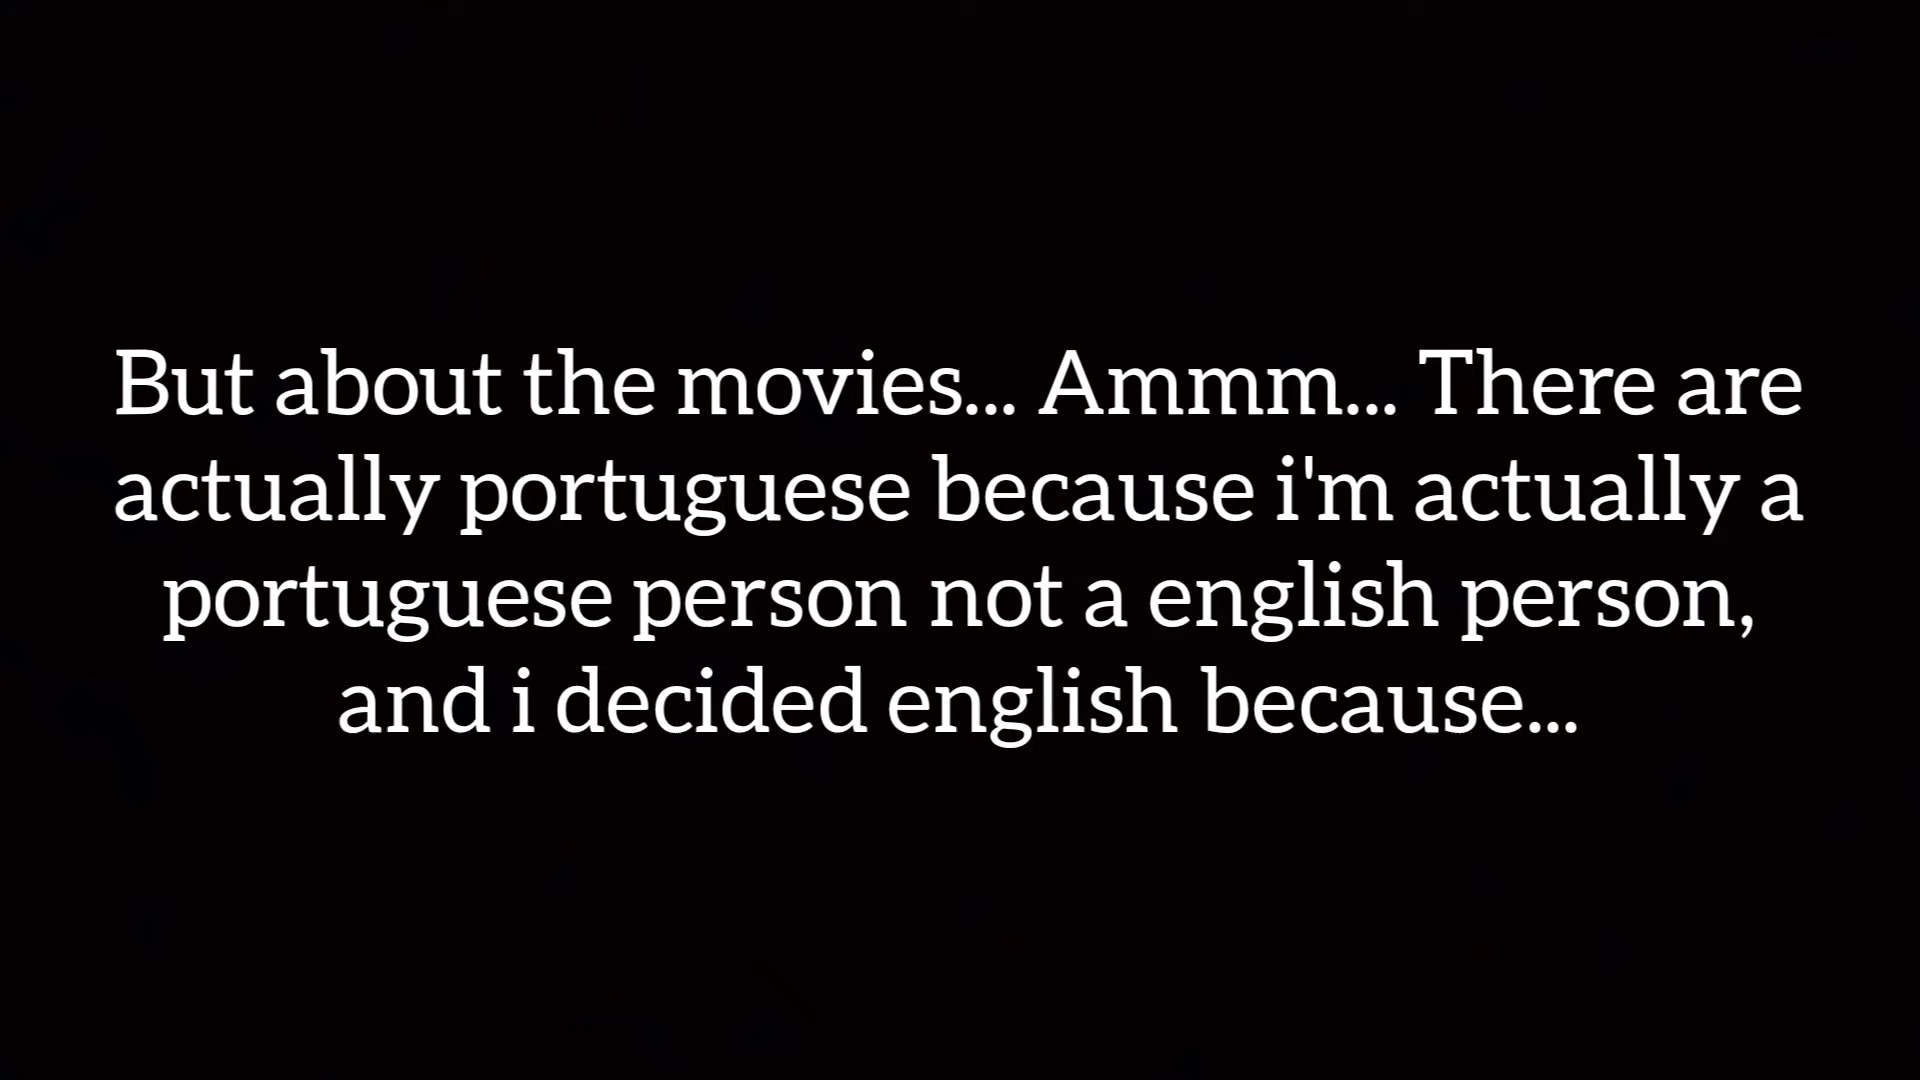 But about the movies... Ammm... There are
actually portuguese because i'm actually a
portuguese person not a english person,
and i decided english because...